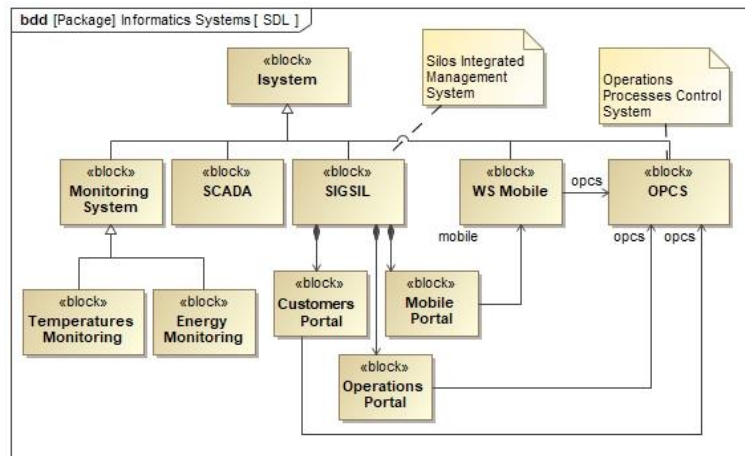 bdd [Package] Informatics Systems [ SDL ]
«block»
Isystem
Silos Integrated
Management
System
Operations
Processes Control
System
«block»
Monitoring
System
«block»
SCADA
«block»
SIGSIL
«block»
WS Mobile
opcs
«block»
OPCS
mobile
opcs
opcs
«block»
Temperatures
Monitoring
«block»
Energy
Monitoring
«block»
Customers
Portal
«block»
Mobile
Portal
«block»
Operations
Portal